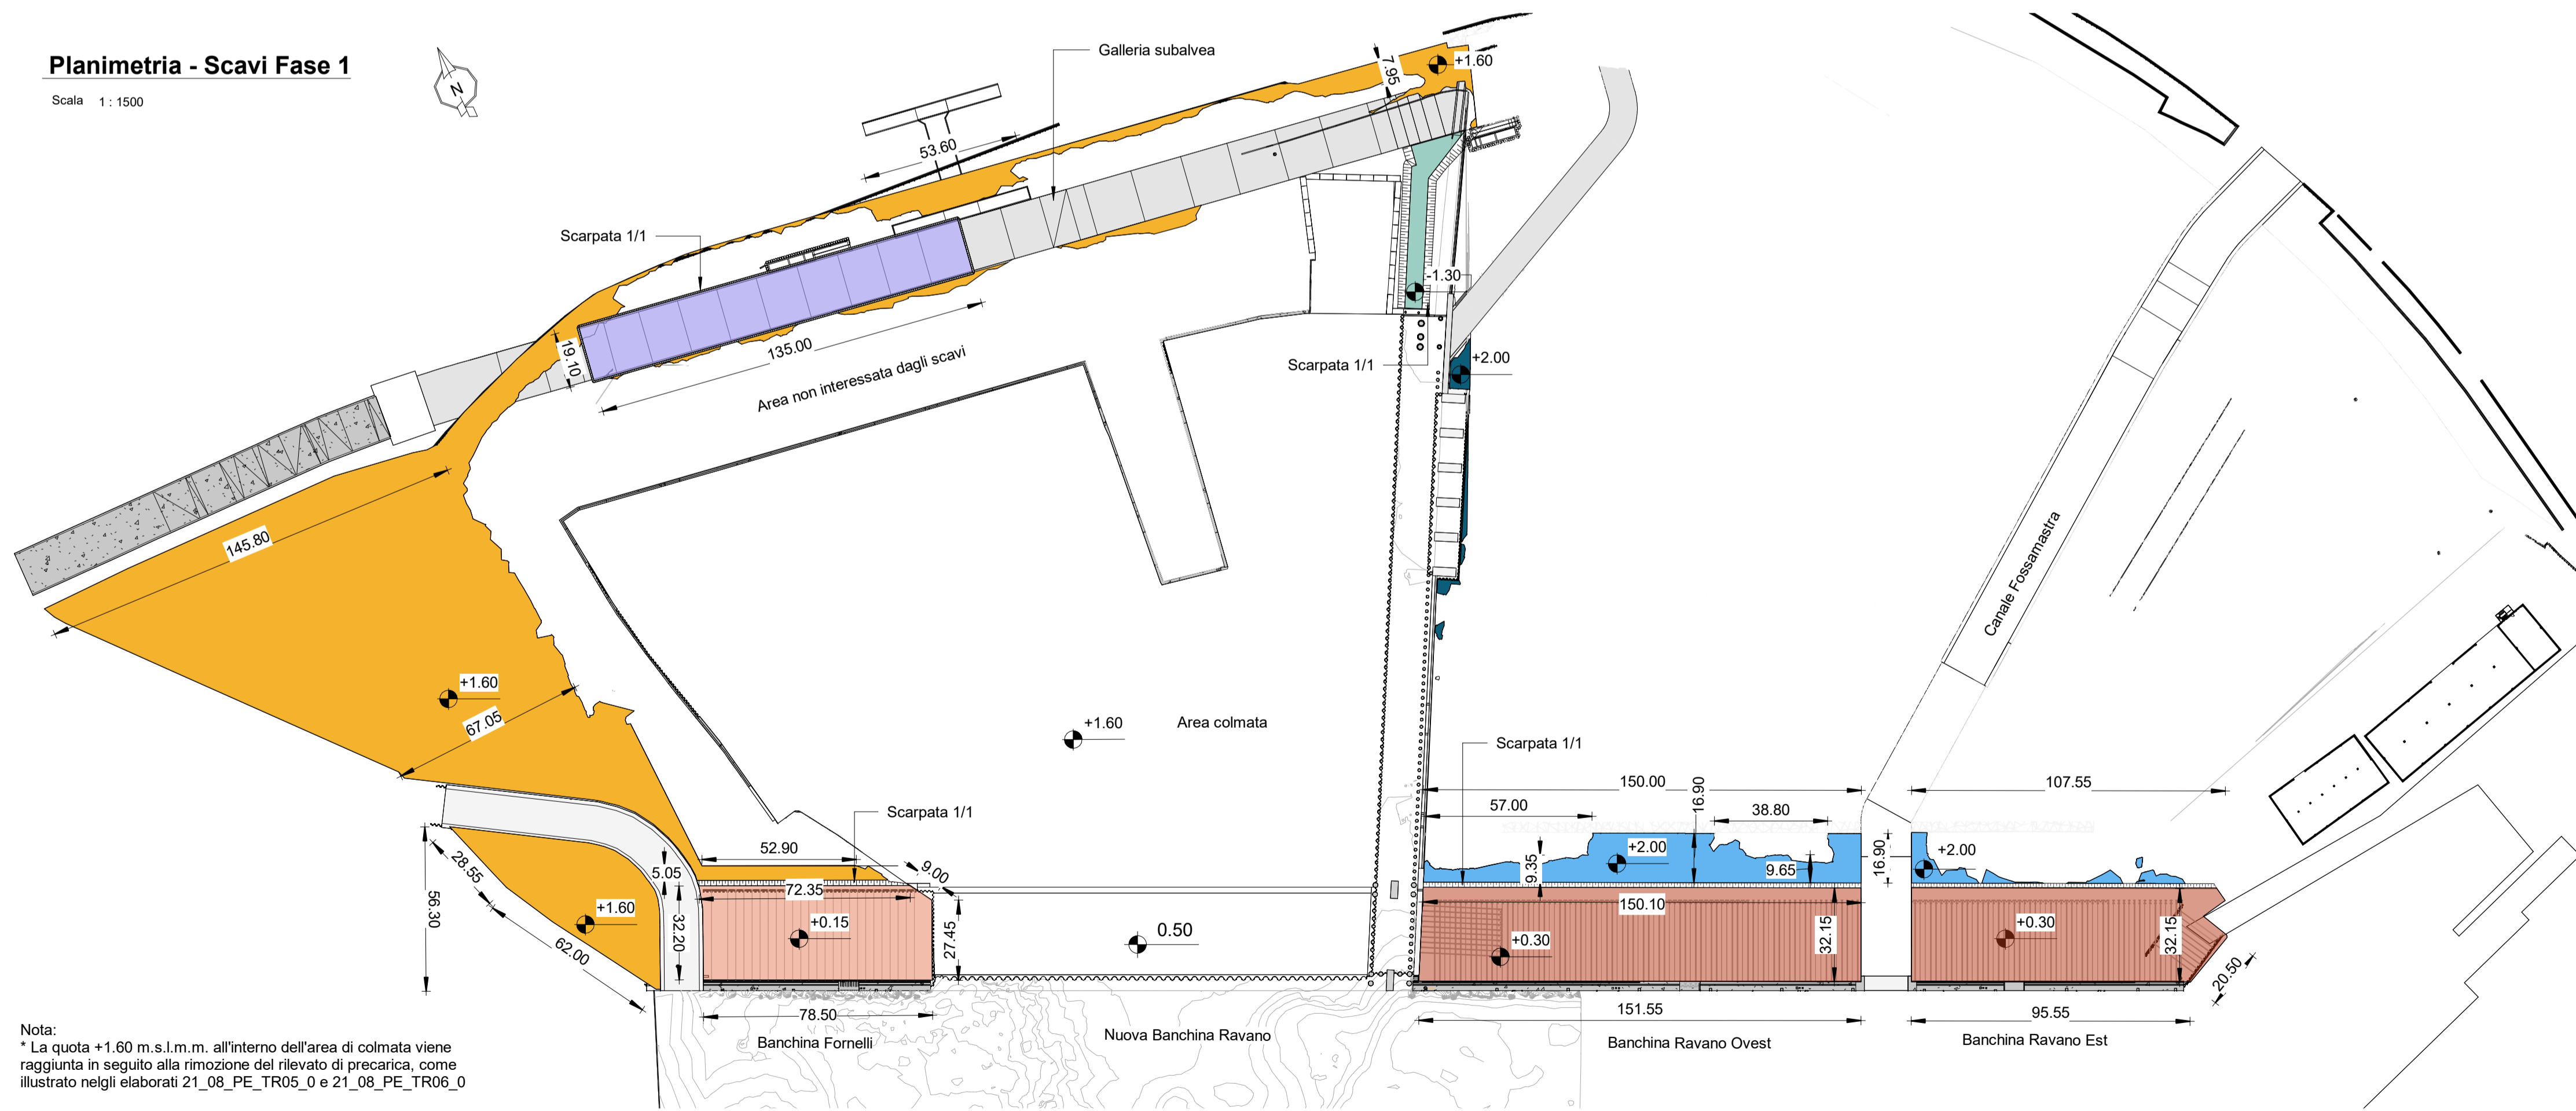 Planimetria - Scavi Fase 1
Scala 1 : 1500
N
Galleria subalvea
7.95
+1.60
53.60
Scarpata 1/1
19.10
135.00
Area non interessata dagli scavi
-1.30
Scarpata 1/1
+2.00
145.80
Canale Fossamastra
+1.60
67.05
+1.60
Area colmata
Scarpata 1/1
150.00
16.90
107.55
57.00
38.80
Scarpata 1/1
52.90
9.00
5.05
28.55
56.30
72.35
9.35
+2.00
9.65
16.90
+2.00
+1.60
32.20
+0.15
27.45
0.50
150.10
+0.30
32.15
+0.30
32.15
62.00
20.50
78.50
151.55
95.55
Banchina Fornelli
Nuova Banchina Ravano
Banchina Ravano Ovest
Banchina Ravano Est
Nota:
* La quota +1.60 m.s.l.m.m. all'interno dell'area di colmata viene
raggiunta in seguito alla rimozione del rilevato di precarica, come
illustrato nelgli elaborati 21_08_PE_TR05_0 e 21_08_PE_TR06_0